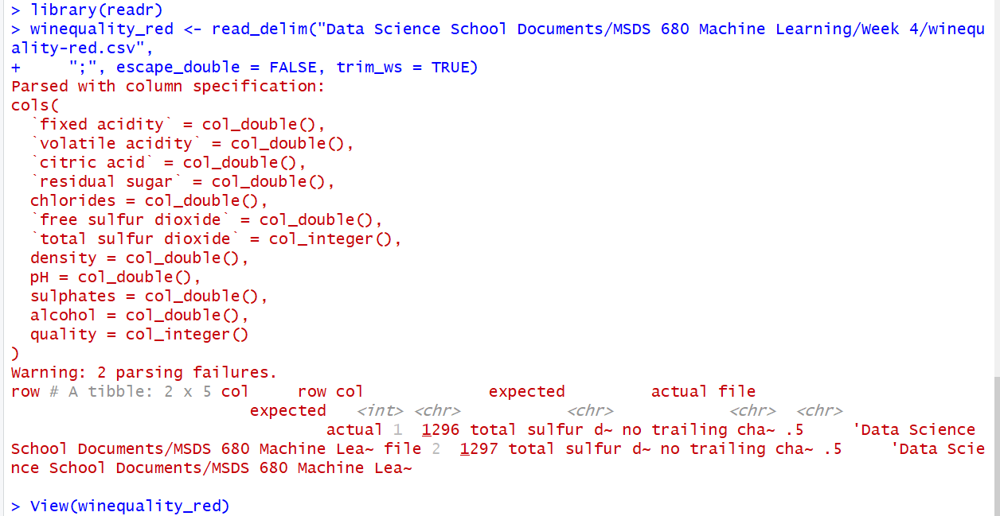 > library(readr)
> winequality_red <- read_delim("Data Science School Documents/MSDS 680 Machine Learning/Week 4/winequ
ality-red.csv",
+     ";", escape_double = FALSE, trim_ws = TRUE)
Parsed with column specification:
cols(
  `fixed acidity` = col_double(),
  `volatile acidity` = col_double(),
  `citric acid` = col_double(),
  `residual sugar` = col_double(),
  chlorides = col_double(),
  `free sulfur dioxide` = col_double(),
  `total sulfur dioxide` = col_integer(),
  density = col_double(),
  pH = col_double(),
  sulphates = col_double(),
  alcohol = col_double(),
  quality = col_integer()
)
Warning: 2 parsing failures.
row # A tibble: 2 x 5 col     row col             expected         actual file
                         expected   <int> <chr>           <chr>            <chr>  <chr>
                                 actual 1  1296 total sulfur d~ no trailing cha~ .5     'Data Science
School Documents/MSDS 680 Machine Lea~ file 2  1297 total sulfur d~ no trailing cha~ .5     'Data Scie
nce School Documents/MSDS 680 Machine Lea~
> View(winequality_red)